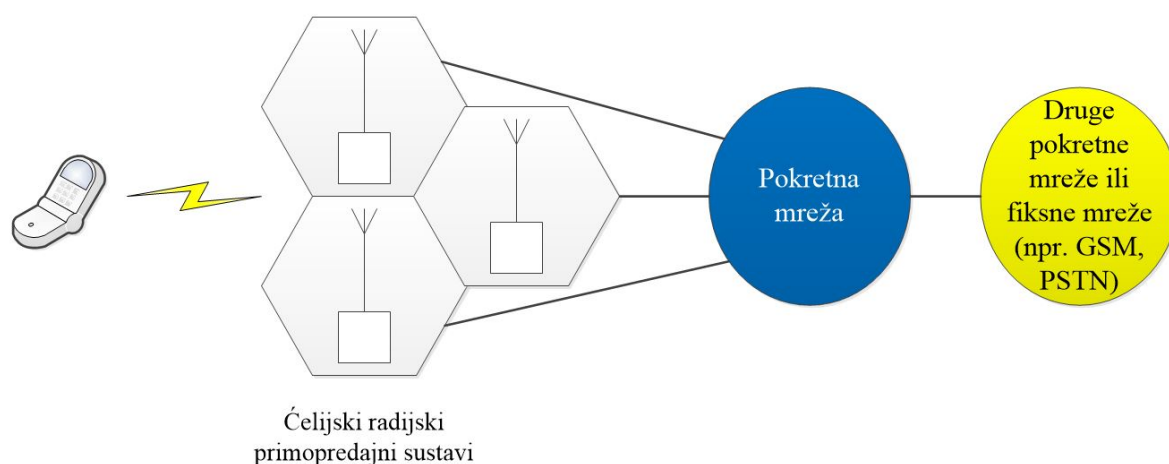 Pokretna
mreža
Druge
pokretne
mreže ili
fiksne mreže
(npr. GSM,
PSTN)
Ćelijski radijski
primopredajni sustavi